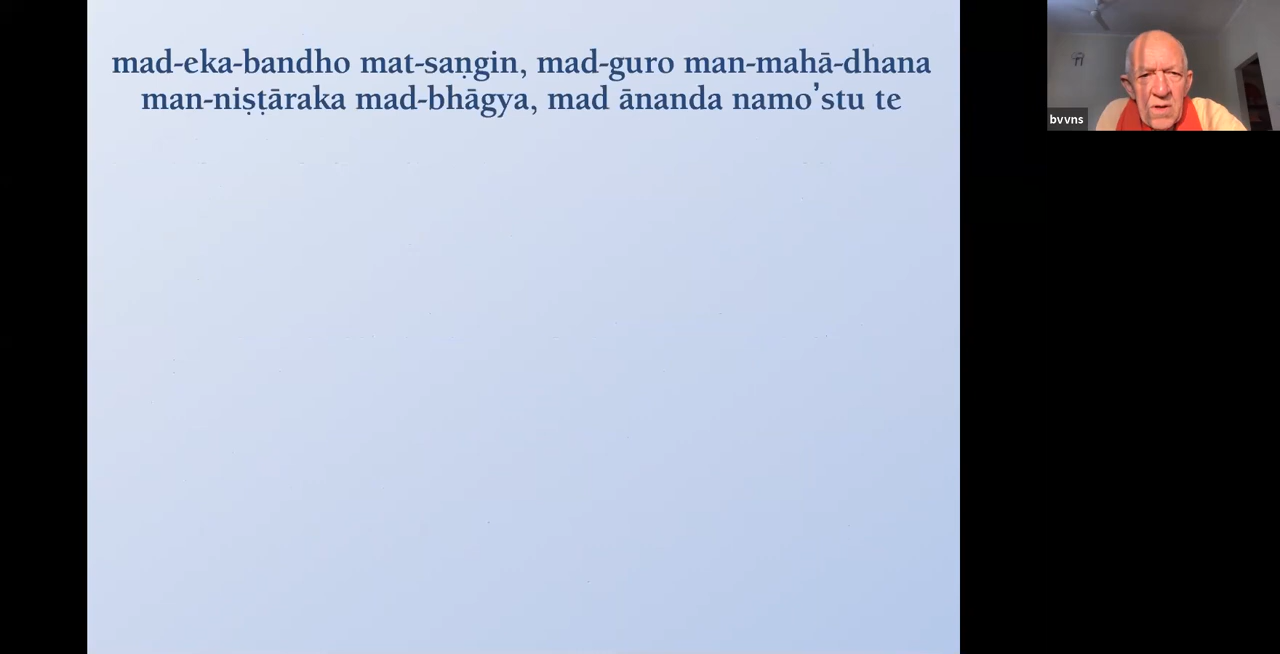 mad-eka-bandho mat-saṇgin, mad-guro man-mahā-dhana
man-niṣṭāraka mad-bhāgya, mad ānanda namo’stu te
bvvns